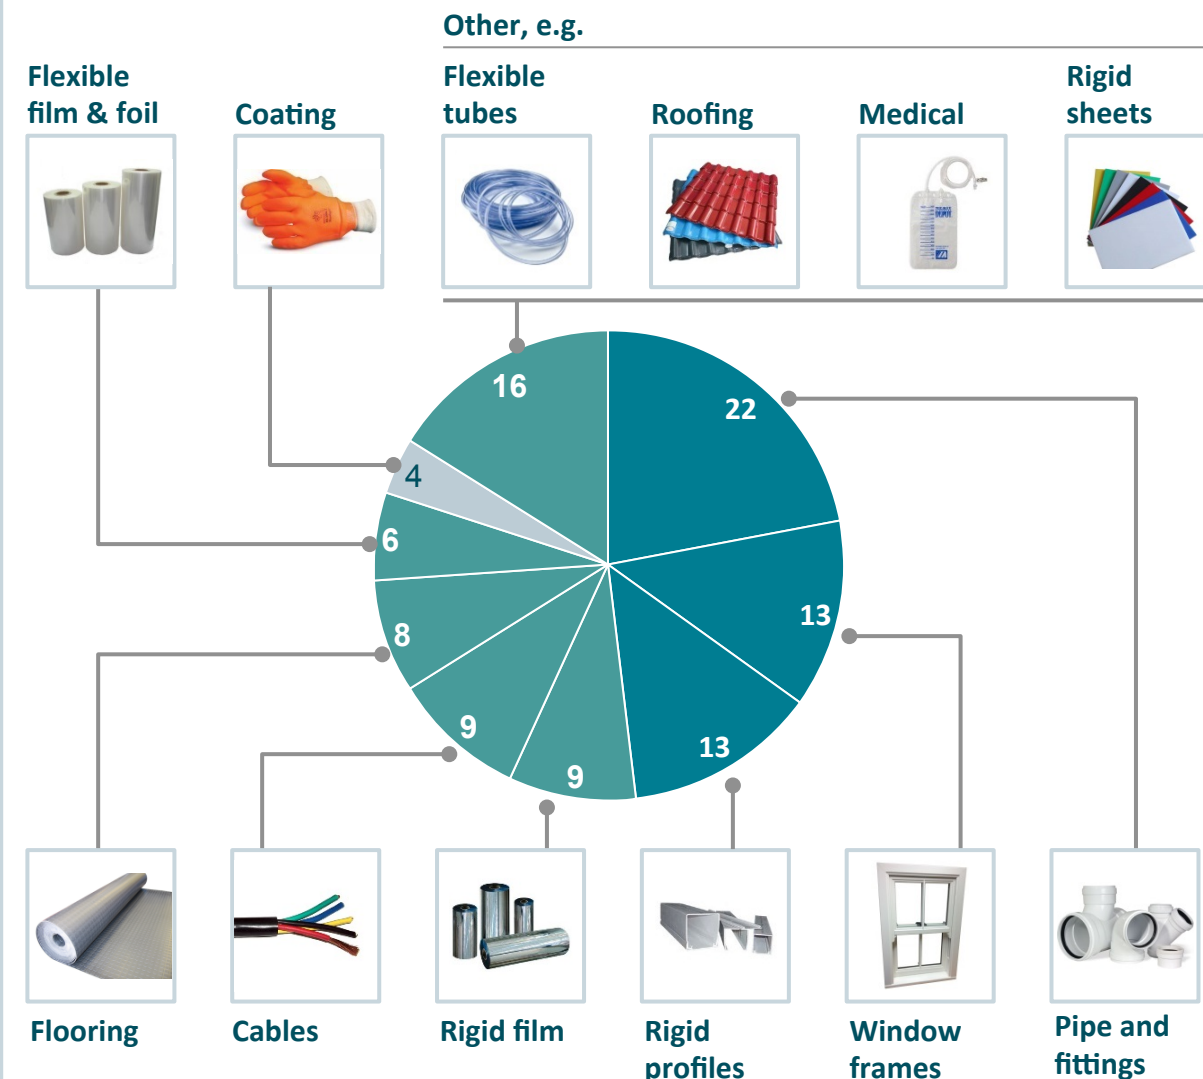 Other, e.g.
Flexible
film & foil
Coating
Flexible
tubes
Roofing
Medical
Rigid
sheets
16
22
4
6
13
8
9
13
9
Flooring
Cables
Rigid film
Rigid
profiles
Window
frames
Pipe and
fittings